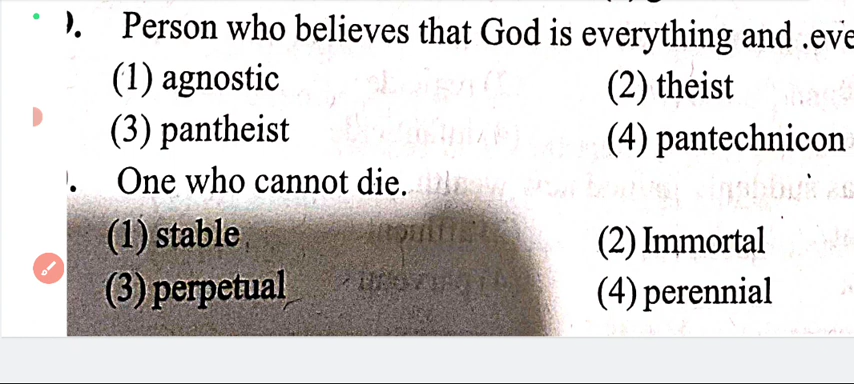 Person who believes that God is everything and .eve
(1) agnostic (2) theist
(3) pantheist (4) pantechnicon
One who cannot die.
(1) stable (2) Immortal
(3) perpetual (4) perennial